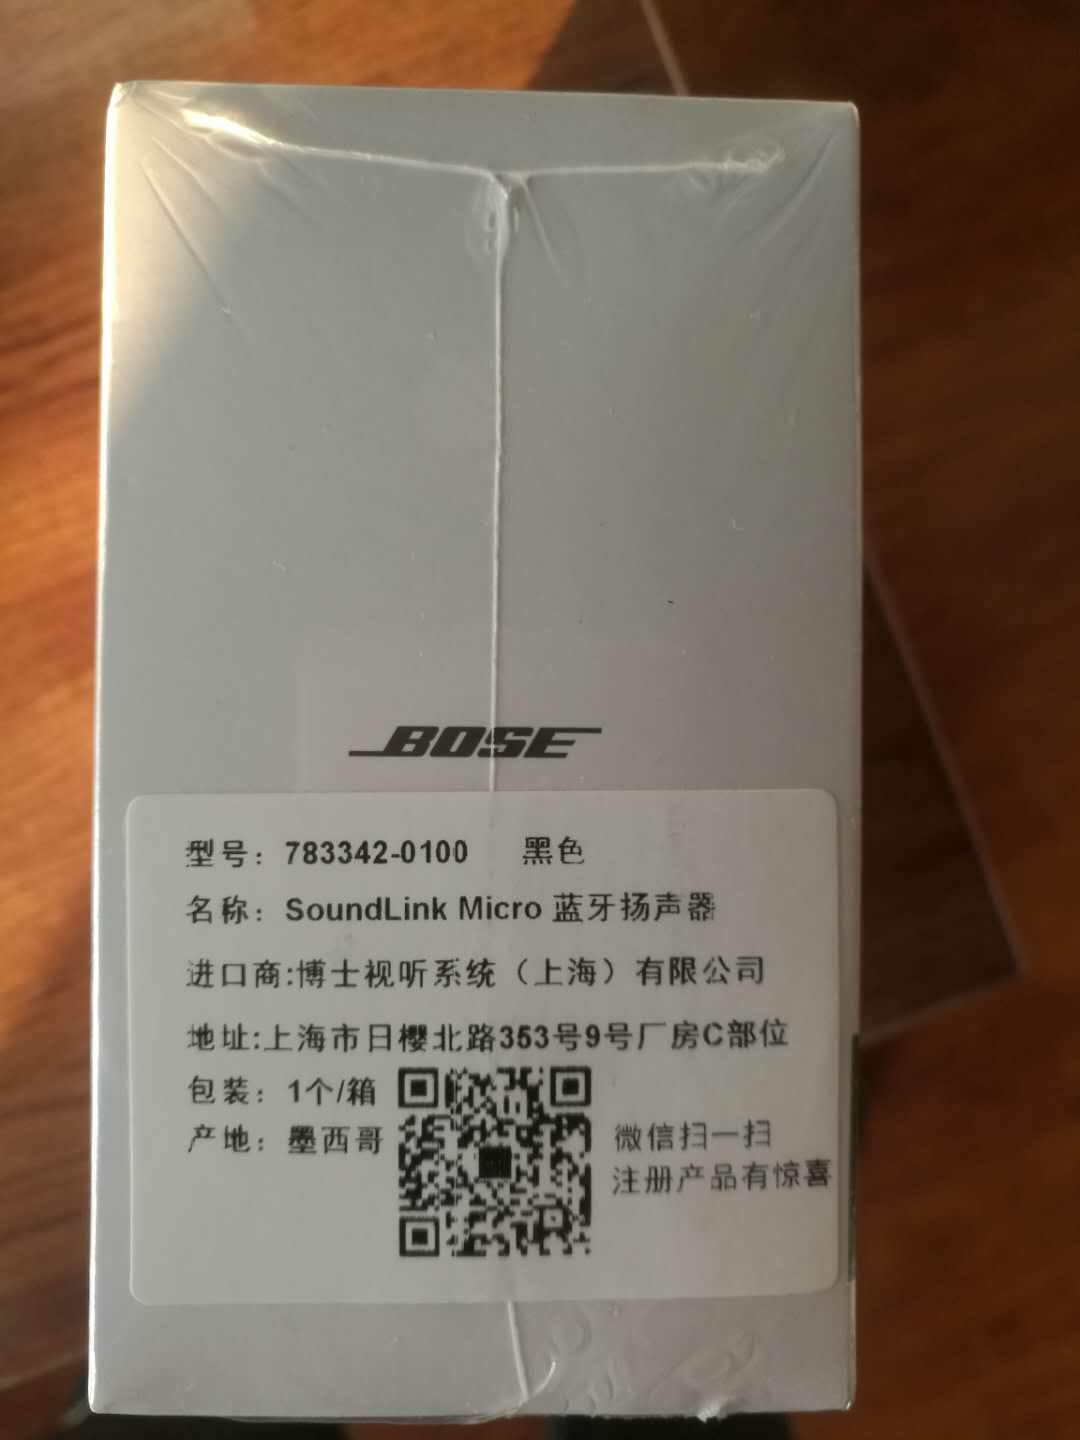 BOSE
型号：783342-0100 黑色
名称：SoundLink Micro 蓝牙扬声器
进口商:博士视听系统（上海）有限公司
地址:上海市日樱北路353号9号厂房C部位
包装：1个/箱
产地：墨西哥
微信扫一扫
注册产品有惊喜